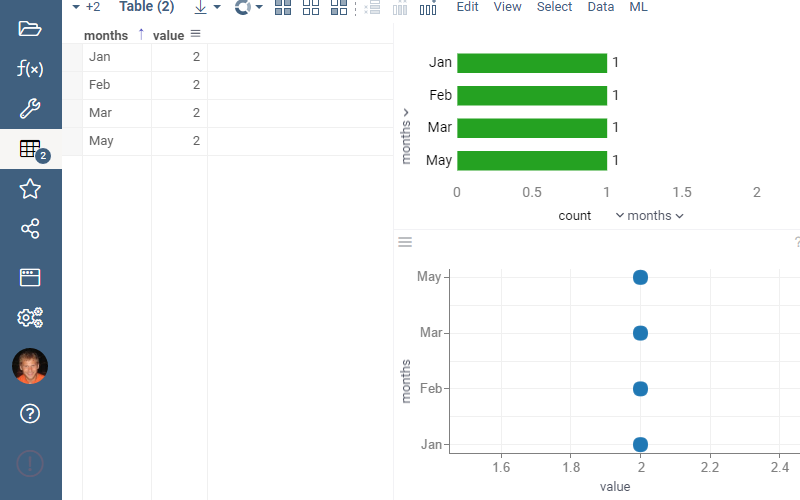 +2 Table (2) Edit View Select Data ML
f(x)
2
months ↑ value
Jan 2
Feb 2
Mar 2
May 2
months
Jan 1
Feb 1
Mar 1
May 1
0 0.5 1 1.5 2
count months
?
months
May
Mar
Feb
Jan
1.6 1.8 2 2.2 2.4
value
?
!